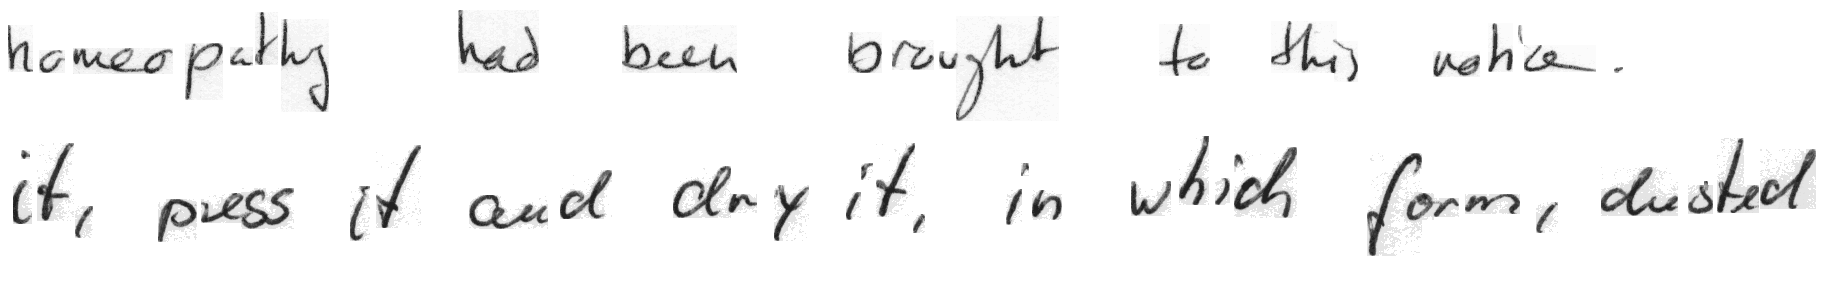 homeopathy had been brought to this notice.
it, press it and dry it, in which form, dusted